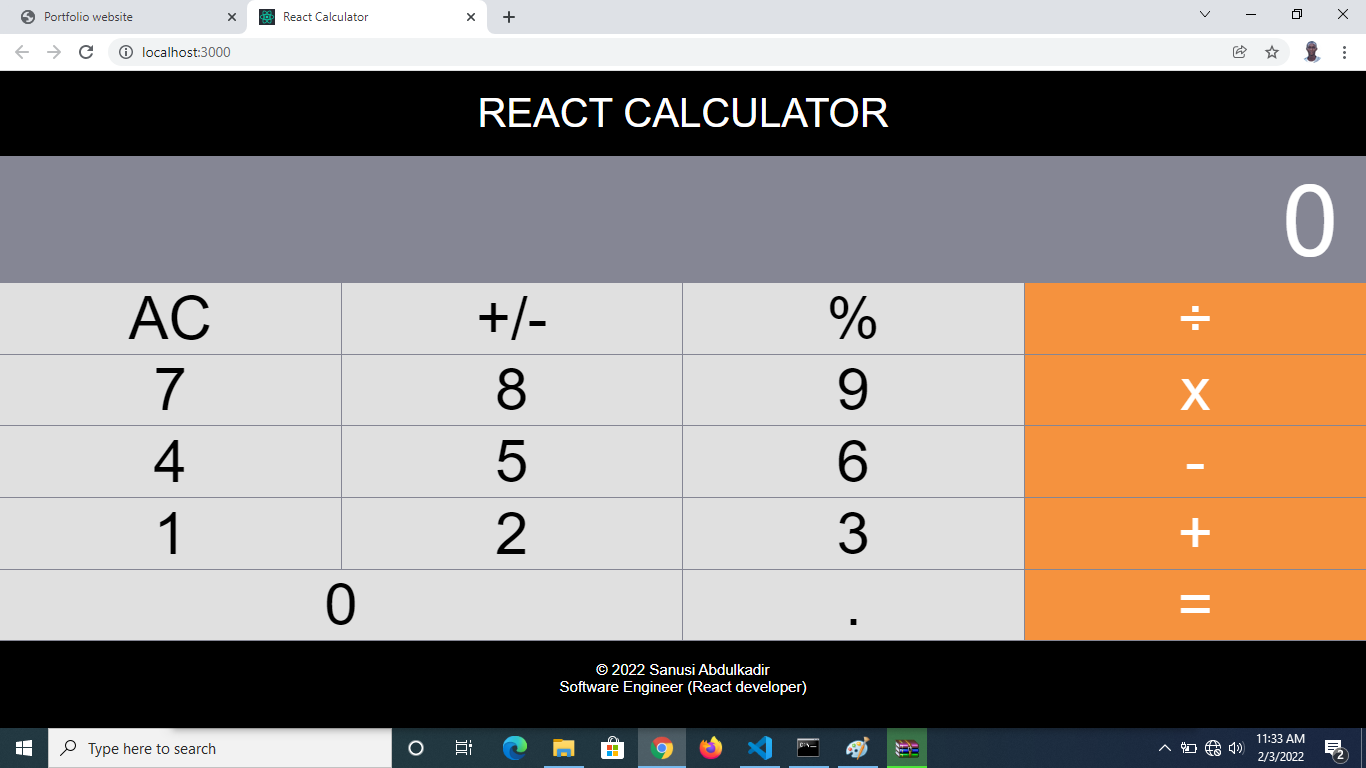 Portfolio website
React Calculator
localhost:3000
REACT CALCULATOR
0
AC +/- % ÷
7 8 9 x
4 5 6 -
1 2 3 +
0 . =
© 2022 Sanusi Abdulkadir
Software Engineer (React developer)
Type here to search
11:33 AM
2/3/2022
2